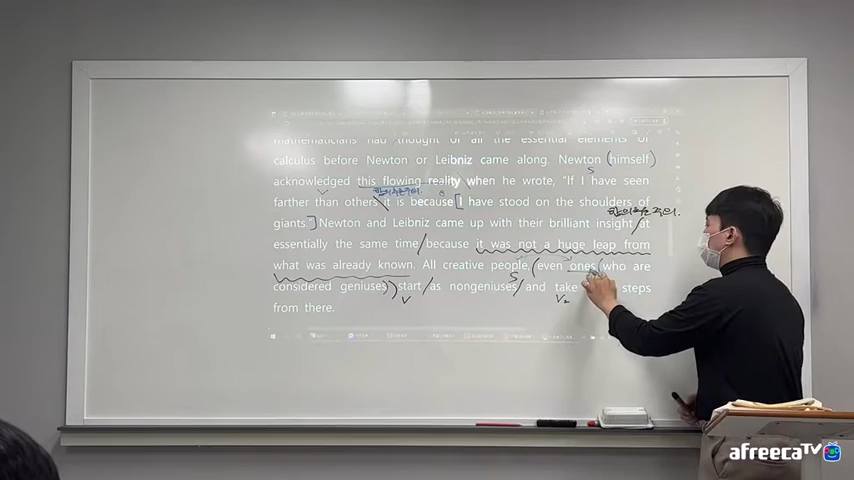 mathematicians had thought of all the essential elements of
calculus before Newton or Leibniz came along. Newton (himself)
S
acknowledged this flowing reality when he wrote, “If I have seen
V
farther than others it is because [I have stood on the shoulders of
giants.”] Newton and Leibniz came up with their brilliant insight at
essentially the same time / because it was not a huge leap from
what was already known. All creative people, (even ones (who are
S
considered geniuses)) start / as nongeniuses / and take steps
V V₂
from there.
afreecaTV